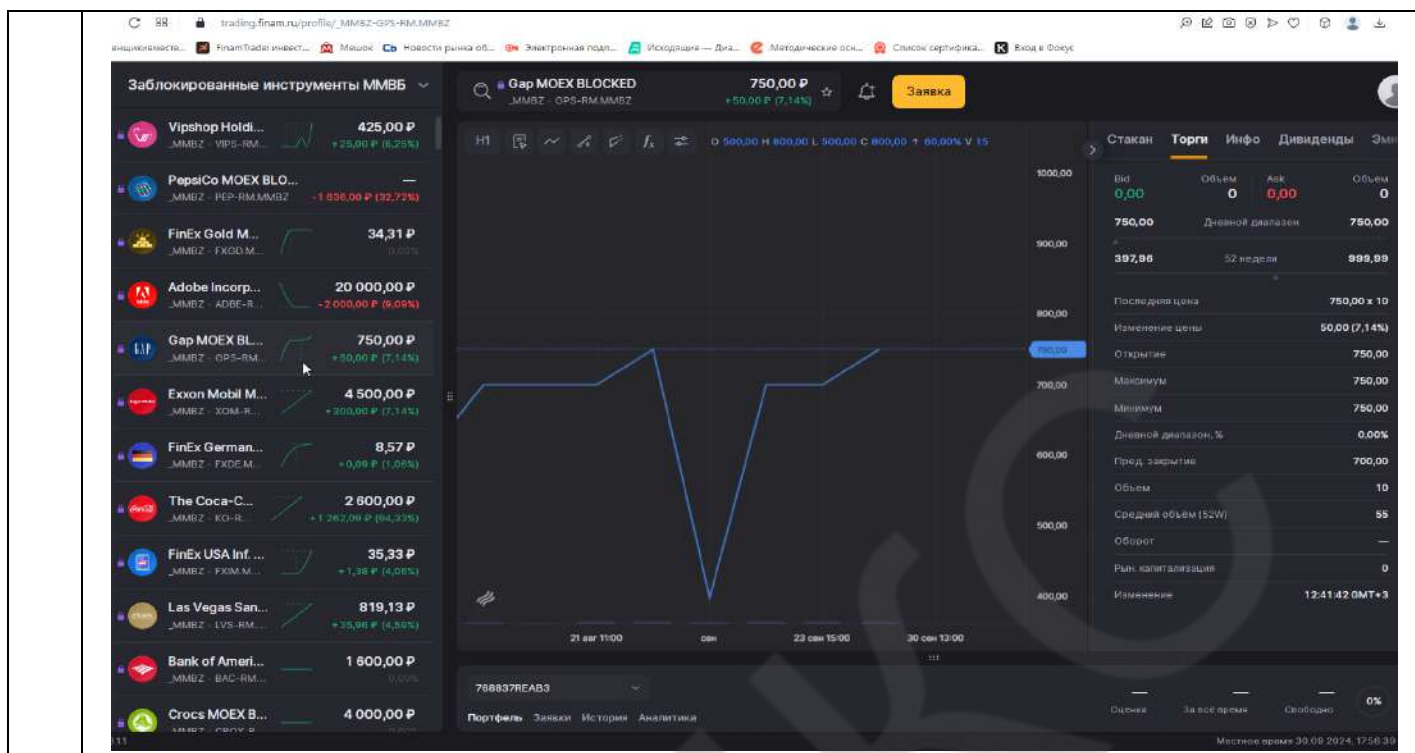 trading.finam.ru/profile/_MMBZ-GPS-RM.MMBZ
FinamTrade: инвест...
Мешок
Новости рынка об...
Электронная подп...
Исходящие — Диа...
Методические осн...
Список сертифика...
Вход в Фокус
Заблокированные инструменты ММВБ
Vipshop Holdi...
425,00 ₽
_MMBZ - VIPS-RM...
+25,00 ₽ (6,25%)
PepsiCo MOEX BLO...
—
_MMBZ - PEP-RM.MMBZ
FinEx Gold M...
34,31 ₽
_MMBZ - FXGD.M...
0,00%
Adobe Incorp...
20 000,00 ₽
_MMBZ - ADBE-R...
-2 000,00 ₽ (9,09%)
Gap MOEX BL...
750,00 ₽
_MMBZ - GPS-RM...
+50,00 ₽ (7,14%)
Exxon Mobil M...
4 500,00 ₽
_MMBZ - XOM-R...
+300,00 ₽ (7,14%)
FinEx German...
8,57 ₽
_MMBZ - FXDE.M...
+0,09 ₽ (1,06%)
The Coca-C...
2 600,00 ₽
_MMBZ - KO-R...
+1 262,09 ₽ (94,33%)
FinEx USA Inf. ...
35,33 ₽
_MMBZ - FXIM.M...
Las Vegas San...
819,13 ₽
_MMBZ - LVS-RM...
+35,96 ₽ (4,59%)
Bank of Ameri...
1 600,00 ₽
_MMBZ - BAC-RM...
0,00%
Crocs MOEX B...
4 000,00 ₽
Gap MOEX BLOCKED
750,00 ₽
_MMBZ - GPS-RM.MMBZ
+50,00 ₽ (7,14%)
Заявка
H1
O 500,00 H 800,00 L 500,00 C 800,00 ↑ 60,00% V 15
1000,00
900,00
800,00
750,00
700,00
600,00
500,00
400,00
21 авг 11:00
сен
23 сен 15:00
30 сен 13:00
Стакан
Торги
Инфо
Дивиденды
Bid
Объем
Ask
Объем
0,00
0
0,00
0
750,00
Дневной диапазон
750,00
397,96
52 недели
999,99
Последняя цена
750,00 x 10
Изменение цены
50,00 (7,14%)
Открытие
750,00
Максимум
750,00
Минимум
750,00
Дневной диапазон, %
0,00%
Пред. закрытие
700,00
Объем
10
Средний объём (52W)
55
Оборот
—
Рын. капитализация
0
Изменение
12:41:42 GMT+3
768837REAB3
Портфель
Заявки
История
Аналитика
Оценка
За всё время
Свободно
0%
Местное время 30.09.2024, 17:56:39